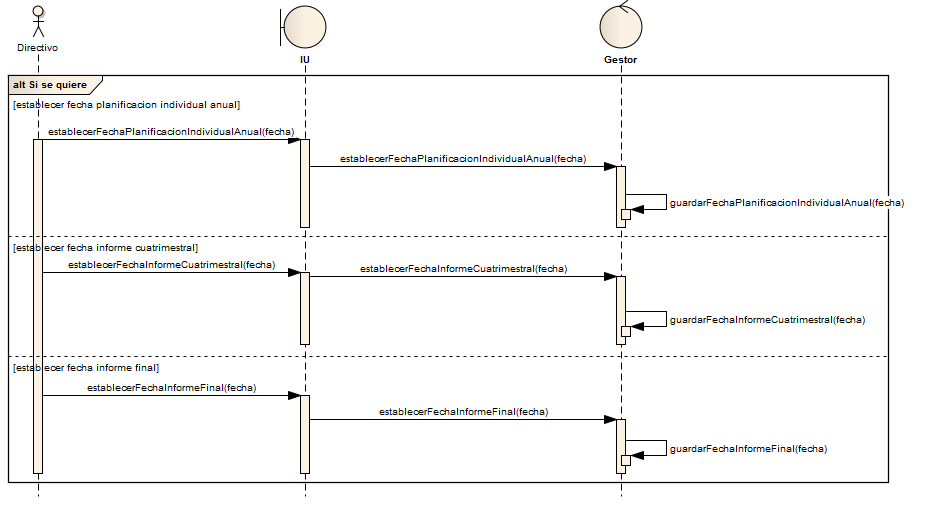 Directivo
IU
Gestor
alt Si se quiere
[establecer fecha planificacion individual anual]
establecerFechaPlanificacionIndividualAnual(fecha)
establecerFechaPlanificacionIndividualAnual(fecha)
guardarFechaPlanificacionIndividualAnual(fecha)
[establecer fecha informe cuatrimestral]
establecerFechaInformeCuatrimestral(fecha)
establecerFechaInformeCuatrimestral(fecha)
guardarFechaInformeCuatrimestral(fecha)
[establecer fecha informe final]
establecerFechaInformeFinal(fecha)
establecerFechaInformeFinal(fecha)
guardarFechaInformeFinal(fecha)